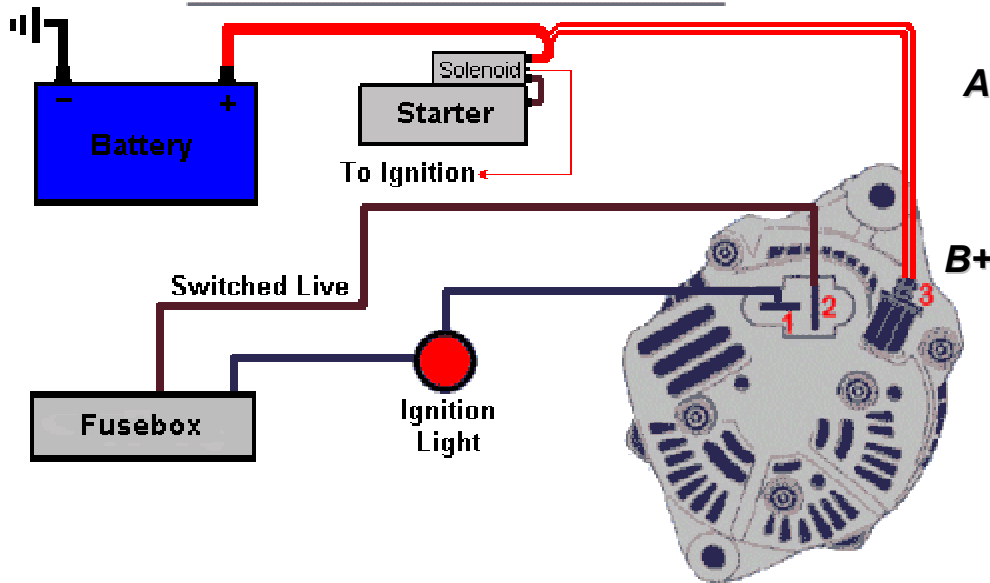 Solenoid
Starter
Battery
To Ignition
A
B+
Switched Live
1
2
3
Ignition
Light
Fusebox